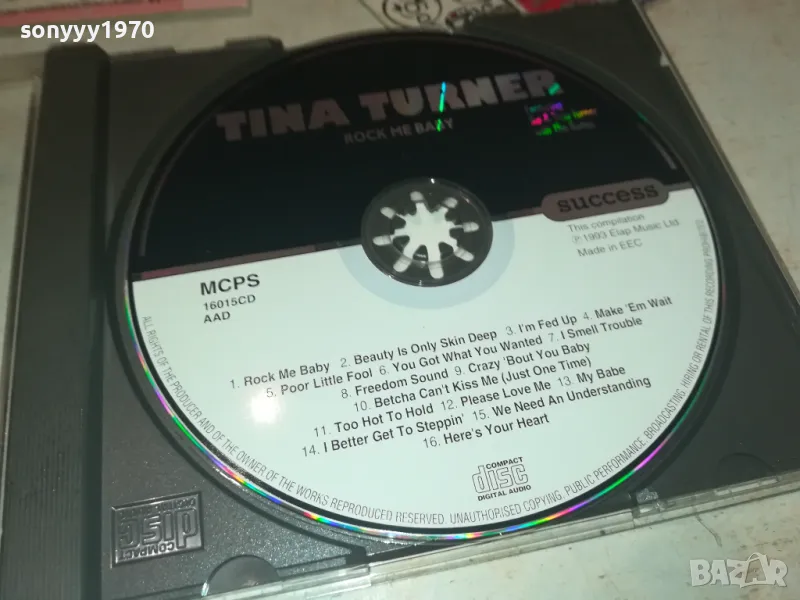 sonyyy1970
TINA TURNER
ROCK ME BABY
success
This compilation
℗1993 Elap Music Ltd.
Made in EEC
MCPS
16015CD
AAD
1. Rock Me Baby 2. Beauty Is Only Skin Deep 3. I'm Fed Up 4. Make 'Em Wait
5. Poor Little Fool 6. You Got What You Wanted 7. I Smell Trouble
8. Freedom Sound 9. Crazy 'Bout You Baby
10. Betcha Can't Kiss Me (Just One Time)
11. Too Hot To Hold 12. Please Love Me 13. My Babe
14. I Better Get To Steppin' 15. We Need An Understanding
16. Here's Your Heart
COMPACT
disc
DIGITAL AUDIO
ALL RIGHTS OF THE PRODUCER AND OF THE OWNER OF THE WORKS REPRODUCED RESERVED. UNAUTHORISED COPYING, PUBLIC PERFORMANCE, BROADCASTING, HIRING OR RENTAL OF THIS RECORDING PROHIBITED
COMPACT
disc
BAZAR